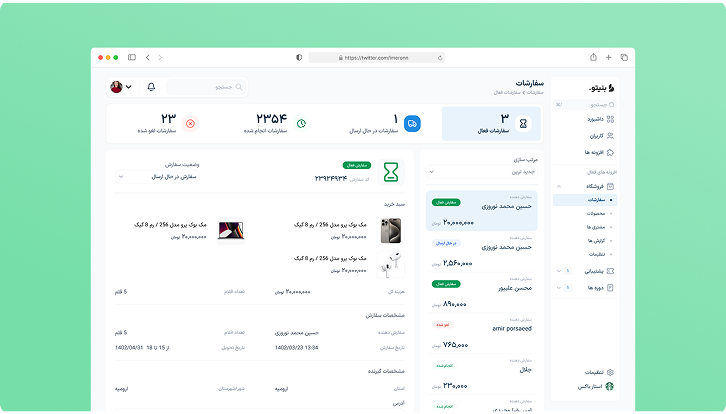 https://twitter.com/imeronn
بنیتو.
جستجو
داشبورد
کاربران
افزونه ها
افزونه های فعال
فروشگاه
سفارشات
محصولات
مشتری ها
گزارش ها
تنظیمات
پشتیبانی
۱
دوره ها
۱
تنظیمات
استار باکس
سفارشات
سفارشات > سفارشات فعال
جستجو
۳
سفارشات فعال
۱
سفارشات در حال ارسال
۲۳۵۴
سفارشات انجام شده
۲۳
سفارشات لغو شده
مرتب سازی
جدید ترین
سفارش دهنده
حسین محمد نوروزی
سفارش فعال
۲۰,۰۰۰,۰۰۰ تومان
سفارش دهنده
حسین محمد نوروزی
در حال ارسال
۲,۵۶۰,۰۰۰ تومان
سفارش دهنده
محسن علیپور
سفارش فعال
۸۹۰,۰۰۰ تومان
سفارش دهنده
amir porsaeed
لغو شده
۷۶۵,۰۰۰ تومان
سفارش دهنده
جلال
انجام شده
۲۳۰,۰۰۰ تومان
سفارش دهنده
سفارش فعال
کد سفارش ۲۳۹۲۴۹۳۴
وضعیت سفارش
سفارش در حال ارسال
سبد خرید
مک بوک پرو مدل 256 / رم 8 گیگ
۲۰,۰۰۰,۰۰۰ تومان
مک بوک پرو مدل 256 / رم 8 گیگ
۲۰,۰۰۰,۰۰۰ تومان
مک بوک پرو مدل 256 / رم 8 گیگ
۲۰,۰۰۰,۰۰۰ تومان
هزینه کل ۲۰,۰۰۰,۰۰۰ تومان
تعداد اقلام 5 قلم
مشخصات سفارش
سفارش دهنده حسین محمد نوروزی
تعداد اقلام 5 قلم
تاریخ سفارش 1402/03/23 13:34
تاریخ تحویل 1402/04/31 از 15 تا 18
مشخصات گیرنده
استان ارومیه
شهر/شهرستان ارومیه
آدرس